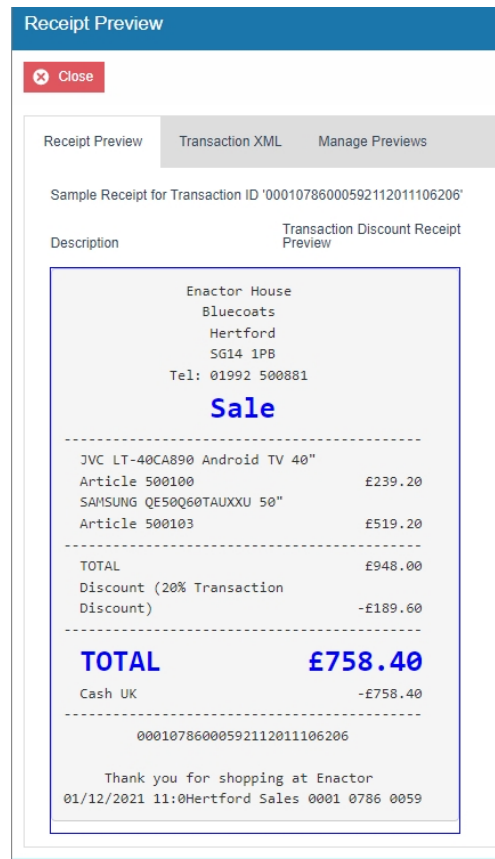 Receipt Preview
Close
Receipt Preview Transaction XML Manage Previews
Sample Receipt for Transaction ID '00010786000592112011106206'
Description Transaction Discount Receipt
Preview
Enactor House
Bluecoats
Hertford
SG14 1PB
Tel: 01992 500881
Sale
JVC LT-40CA890 Android TV 40"
Article 500100 £239.20
SAMSUNG QE50Q60TAUXXU 50"
Article 500103 £519.20
TOTAL £948.00
Discount (20% Transaction
Discount) -£189.60
TOTAL £758.40
Cash UK -£758.40
00010786000592112011106206
Thank you for shopping at Enactor
01/12/2021 11:0Hertford Sales 0001 0786 0059